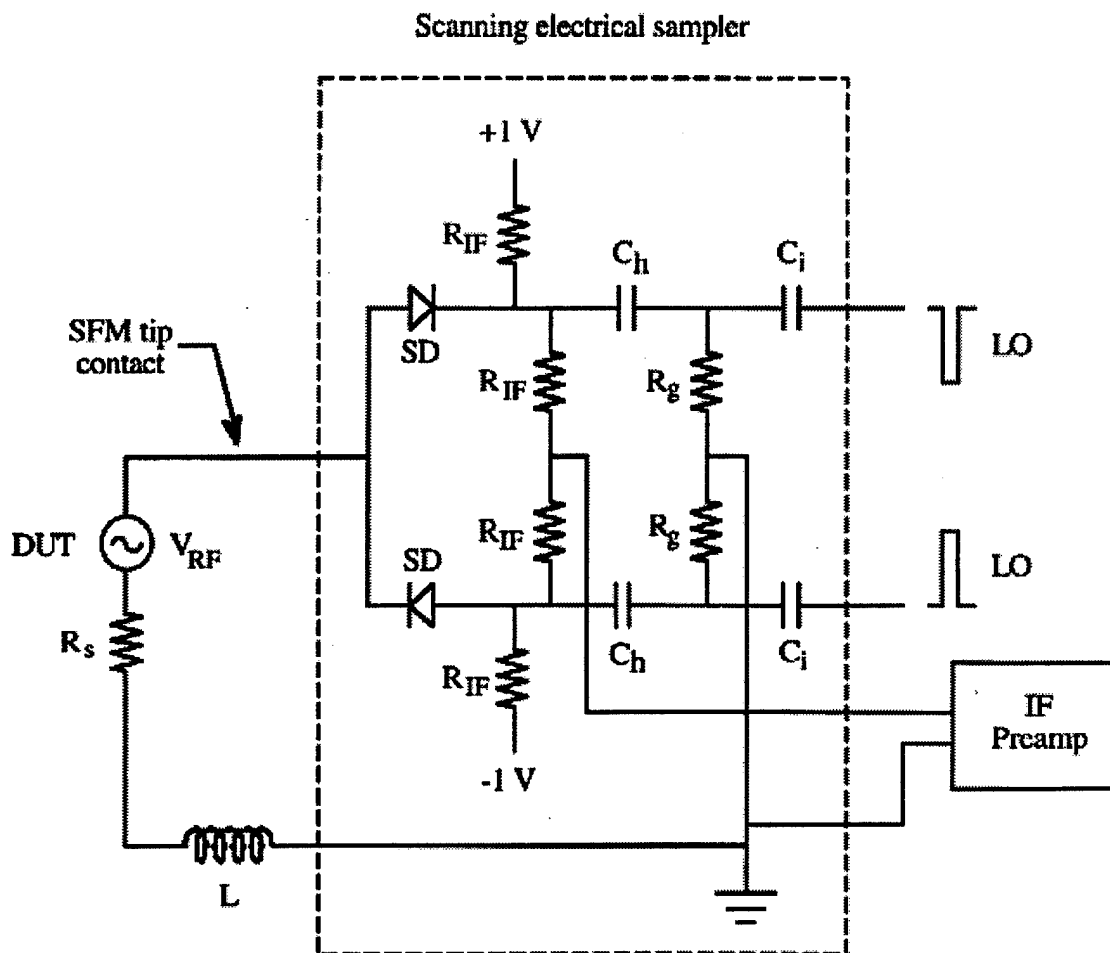 Scanning electrical sampler
+1 V
R_IF
C_h
C_i
SFM tip
contact
SD
LO
R_IF
R_g
DUT
V_RF
R_IF
R_g
SD
LO
R_s
C_h
C_i
R_IF
IF
Preamp
-1 V
L